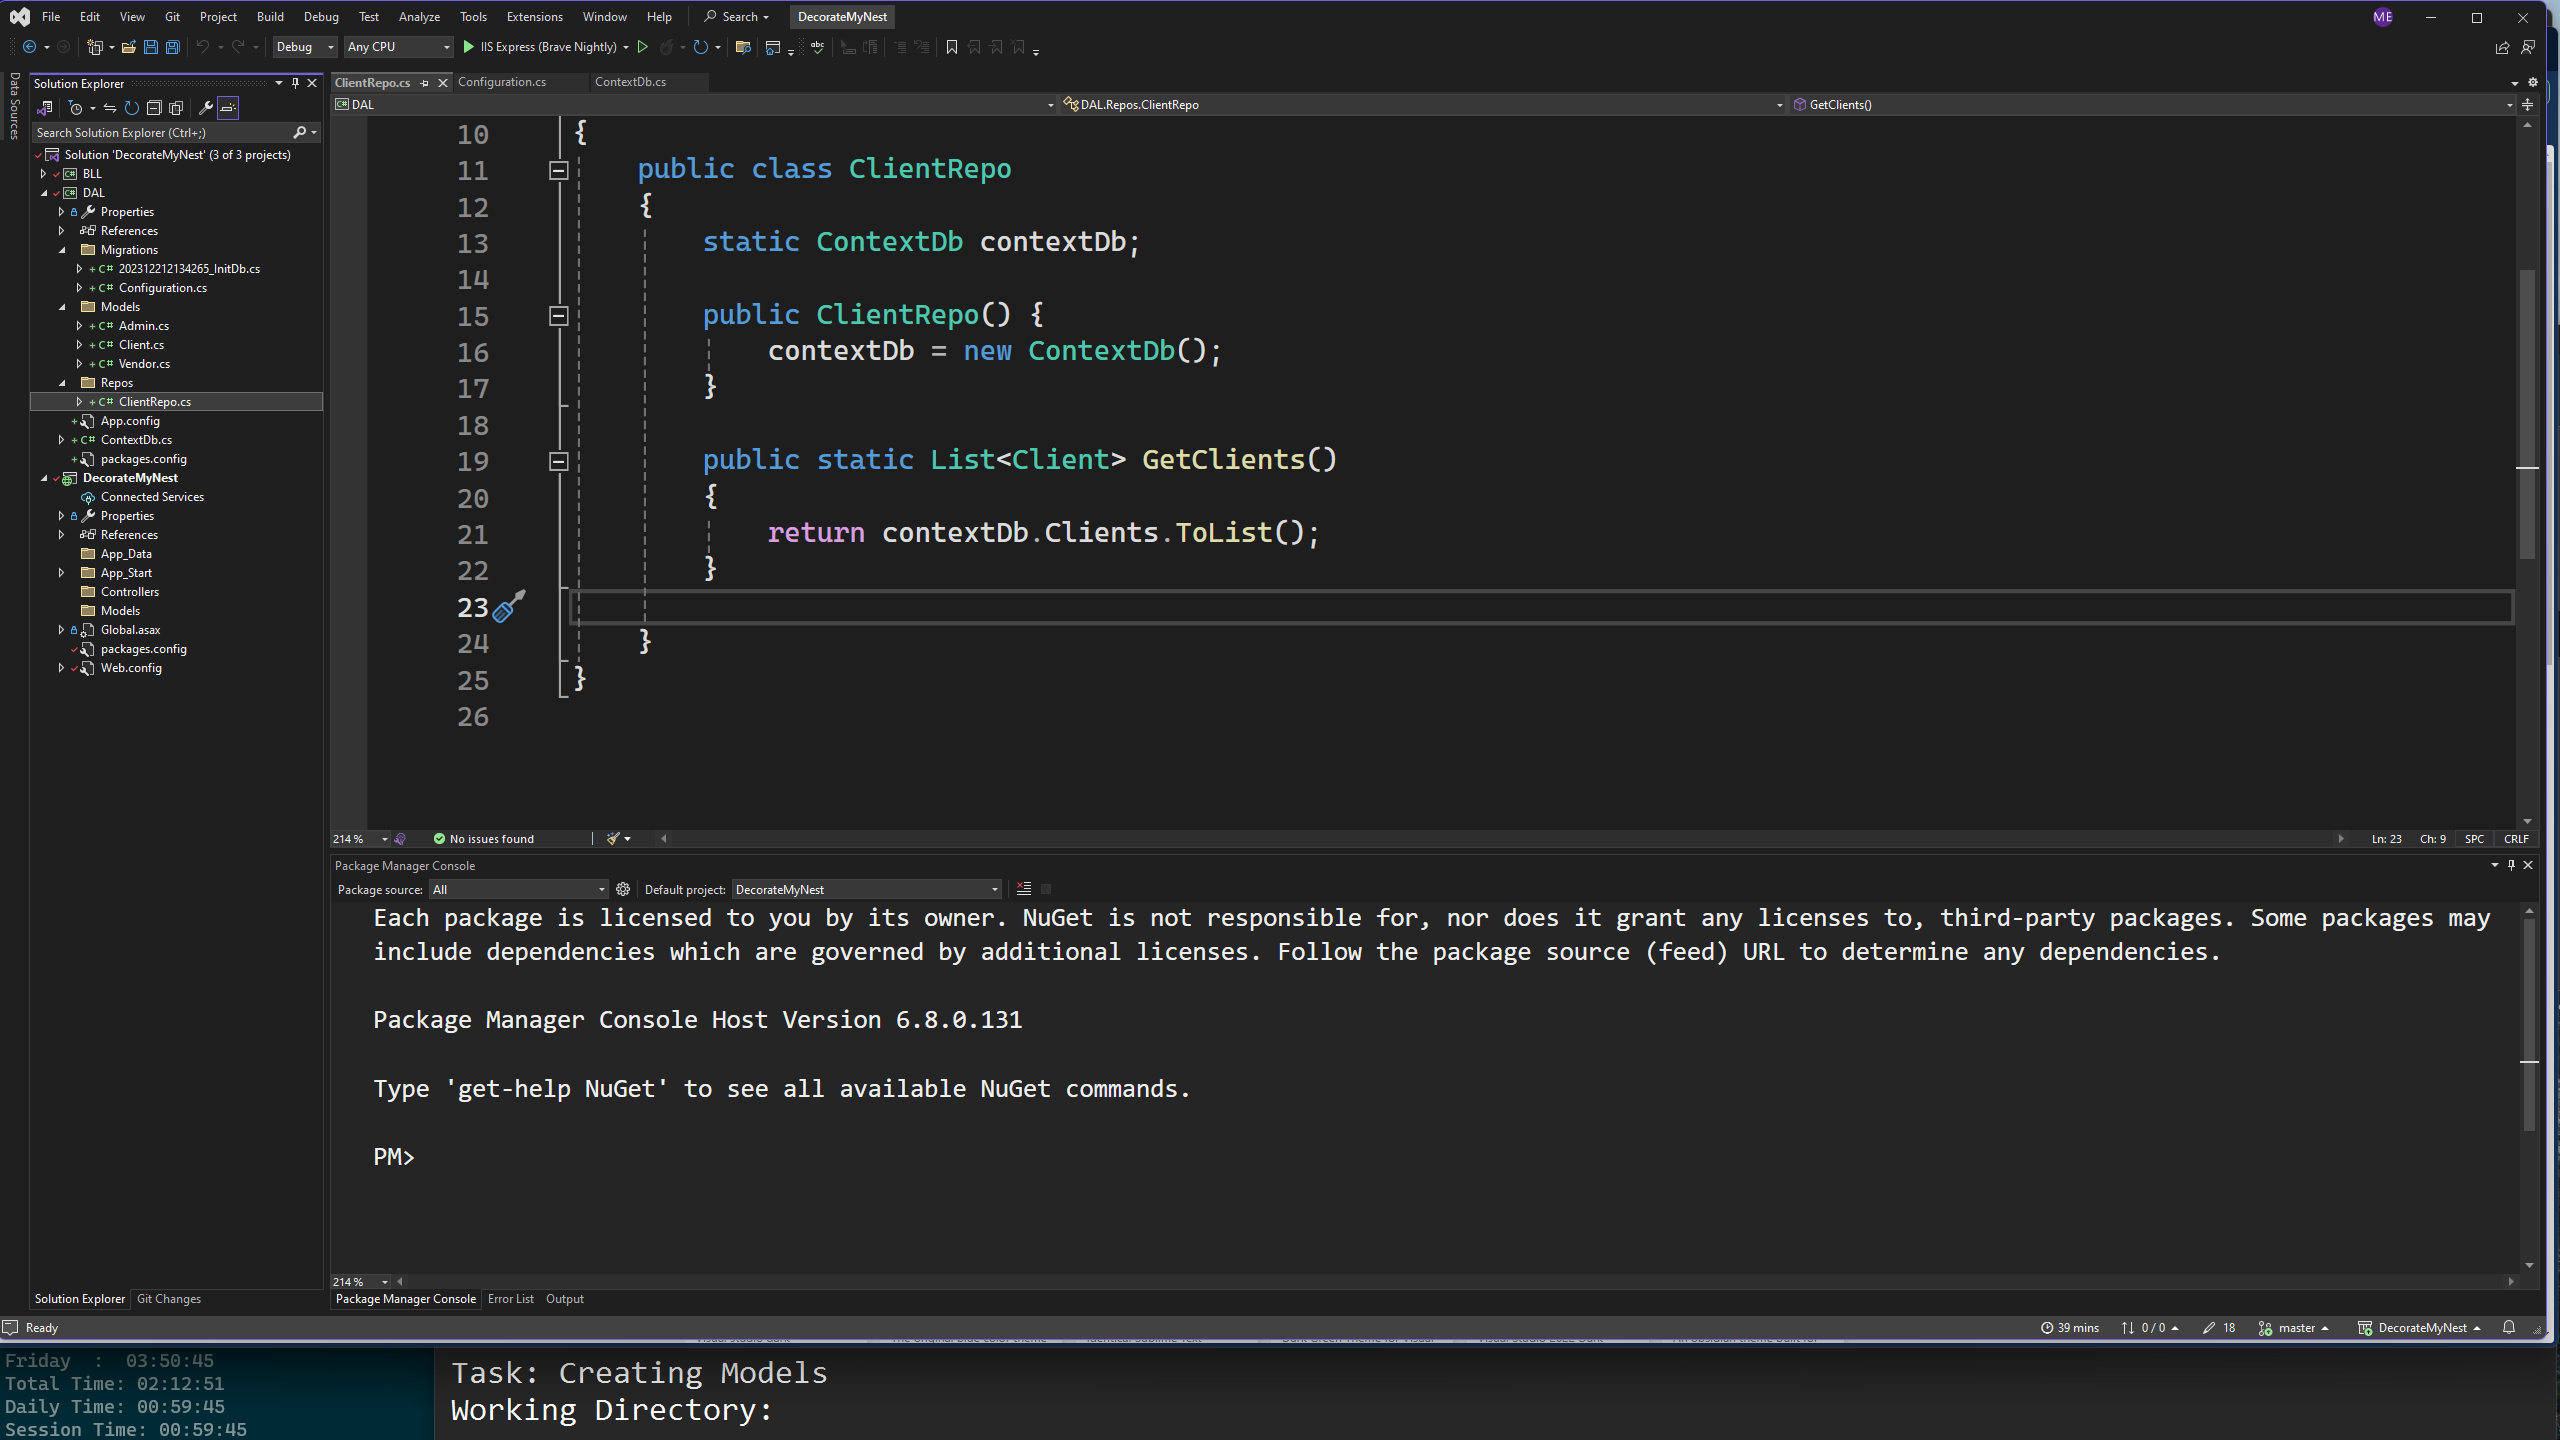 File Edit View Git Project Build Debug Test Analyze Tools Extensions Window Help Search DecorateMyNest ME
Debug Any CPU IIS Express (Brave Nightly)
Data Sources
Solution Explorer
Search Solution Explorer (Ctrl+;)
Solution 'DecorateMyNest' (3 of 3 projects)
BLL
DAL
Properties
References
Migrations
C# 202312212134265_InitDb.cs
C# Configuration.cs
Models
C# Admin.cs
C# Client.cs
C# Vendor.cs
Repos
C# ClientRepo.cs
App.config
C# ContextDb.cs
packages.config
DecorateMyNest
Connected Services
Properties
References
App_Data
App_Start
Controllers
Models
Global.asax
packages.config
Web.config
Solution Explorer Git Changes
ClientRepo.cs Configuration.cs ContextDb.cs
C# DAL DAL.Repos.ClientRepo GetClients()
10 {
11 public class ClientRepo
12 {
13 static ContextDb contextDb;
14
15 public ClientRepo() {
16 contextDb = new ContextDb();
17 }
18
19 public static List<Client> GetClients()
20 {
21 return contextDb.Clients.ToList();
22 }
23
24 }
25 }
26
214 % No issues found Ln: 23 Ch: 9 SPC CRLF
Package Manager Console
Package source: All Default project: DecorateMyNest
Each package is licensed to you by its owner. NuGet is not responsible for, nor does it grant any licenses to, third-party packages. Some packages may
include dependencies which are governed by additional licenses. Follow the package source (feed) URL to determine any dependencies.
Package Manager Console Host Version 6.8.0.131
Type 'get-help NuGet' to see all available NuGet commands.
PM>
214 %
Package Manager Console Error List Output
Ready 39 mins 0 / 0 18 master DecorateMyNest
Friday : 03:50:45
Total Time: 02:12:51
Daily Time: 00:59:45
Session Time: 00:59:45
Task: Creating Models
Working Directory: